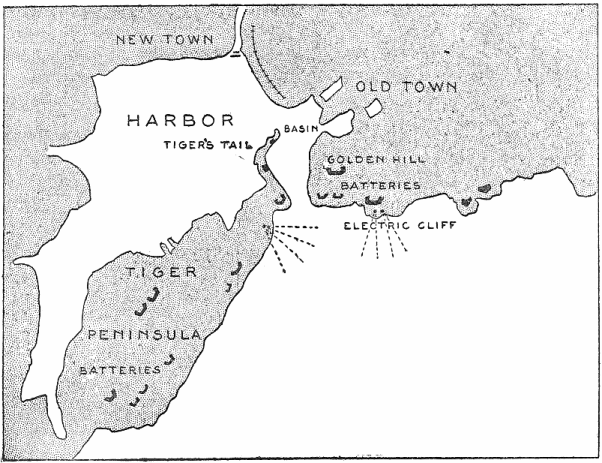 NEW TOWN
OLD TOWN
HARBOR
BASIN
TIGER'S TAIL
GOLDEN HILL
BATTERIES
ELECTRIC CLIFF
TIGER
PENINSULA
BATTERIES